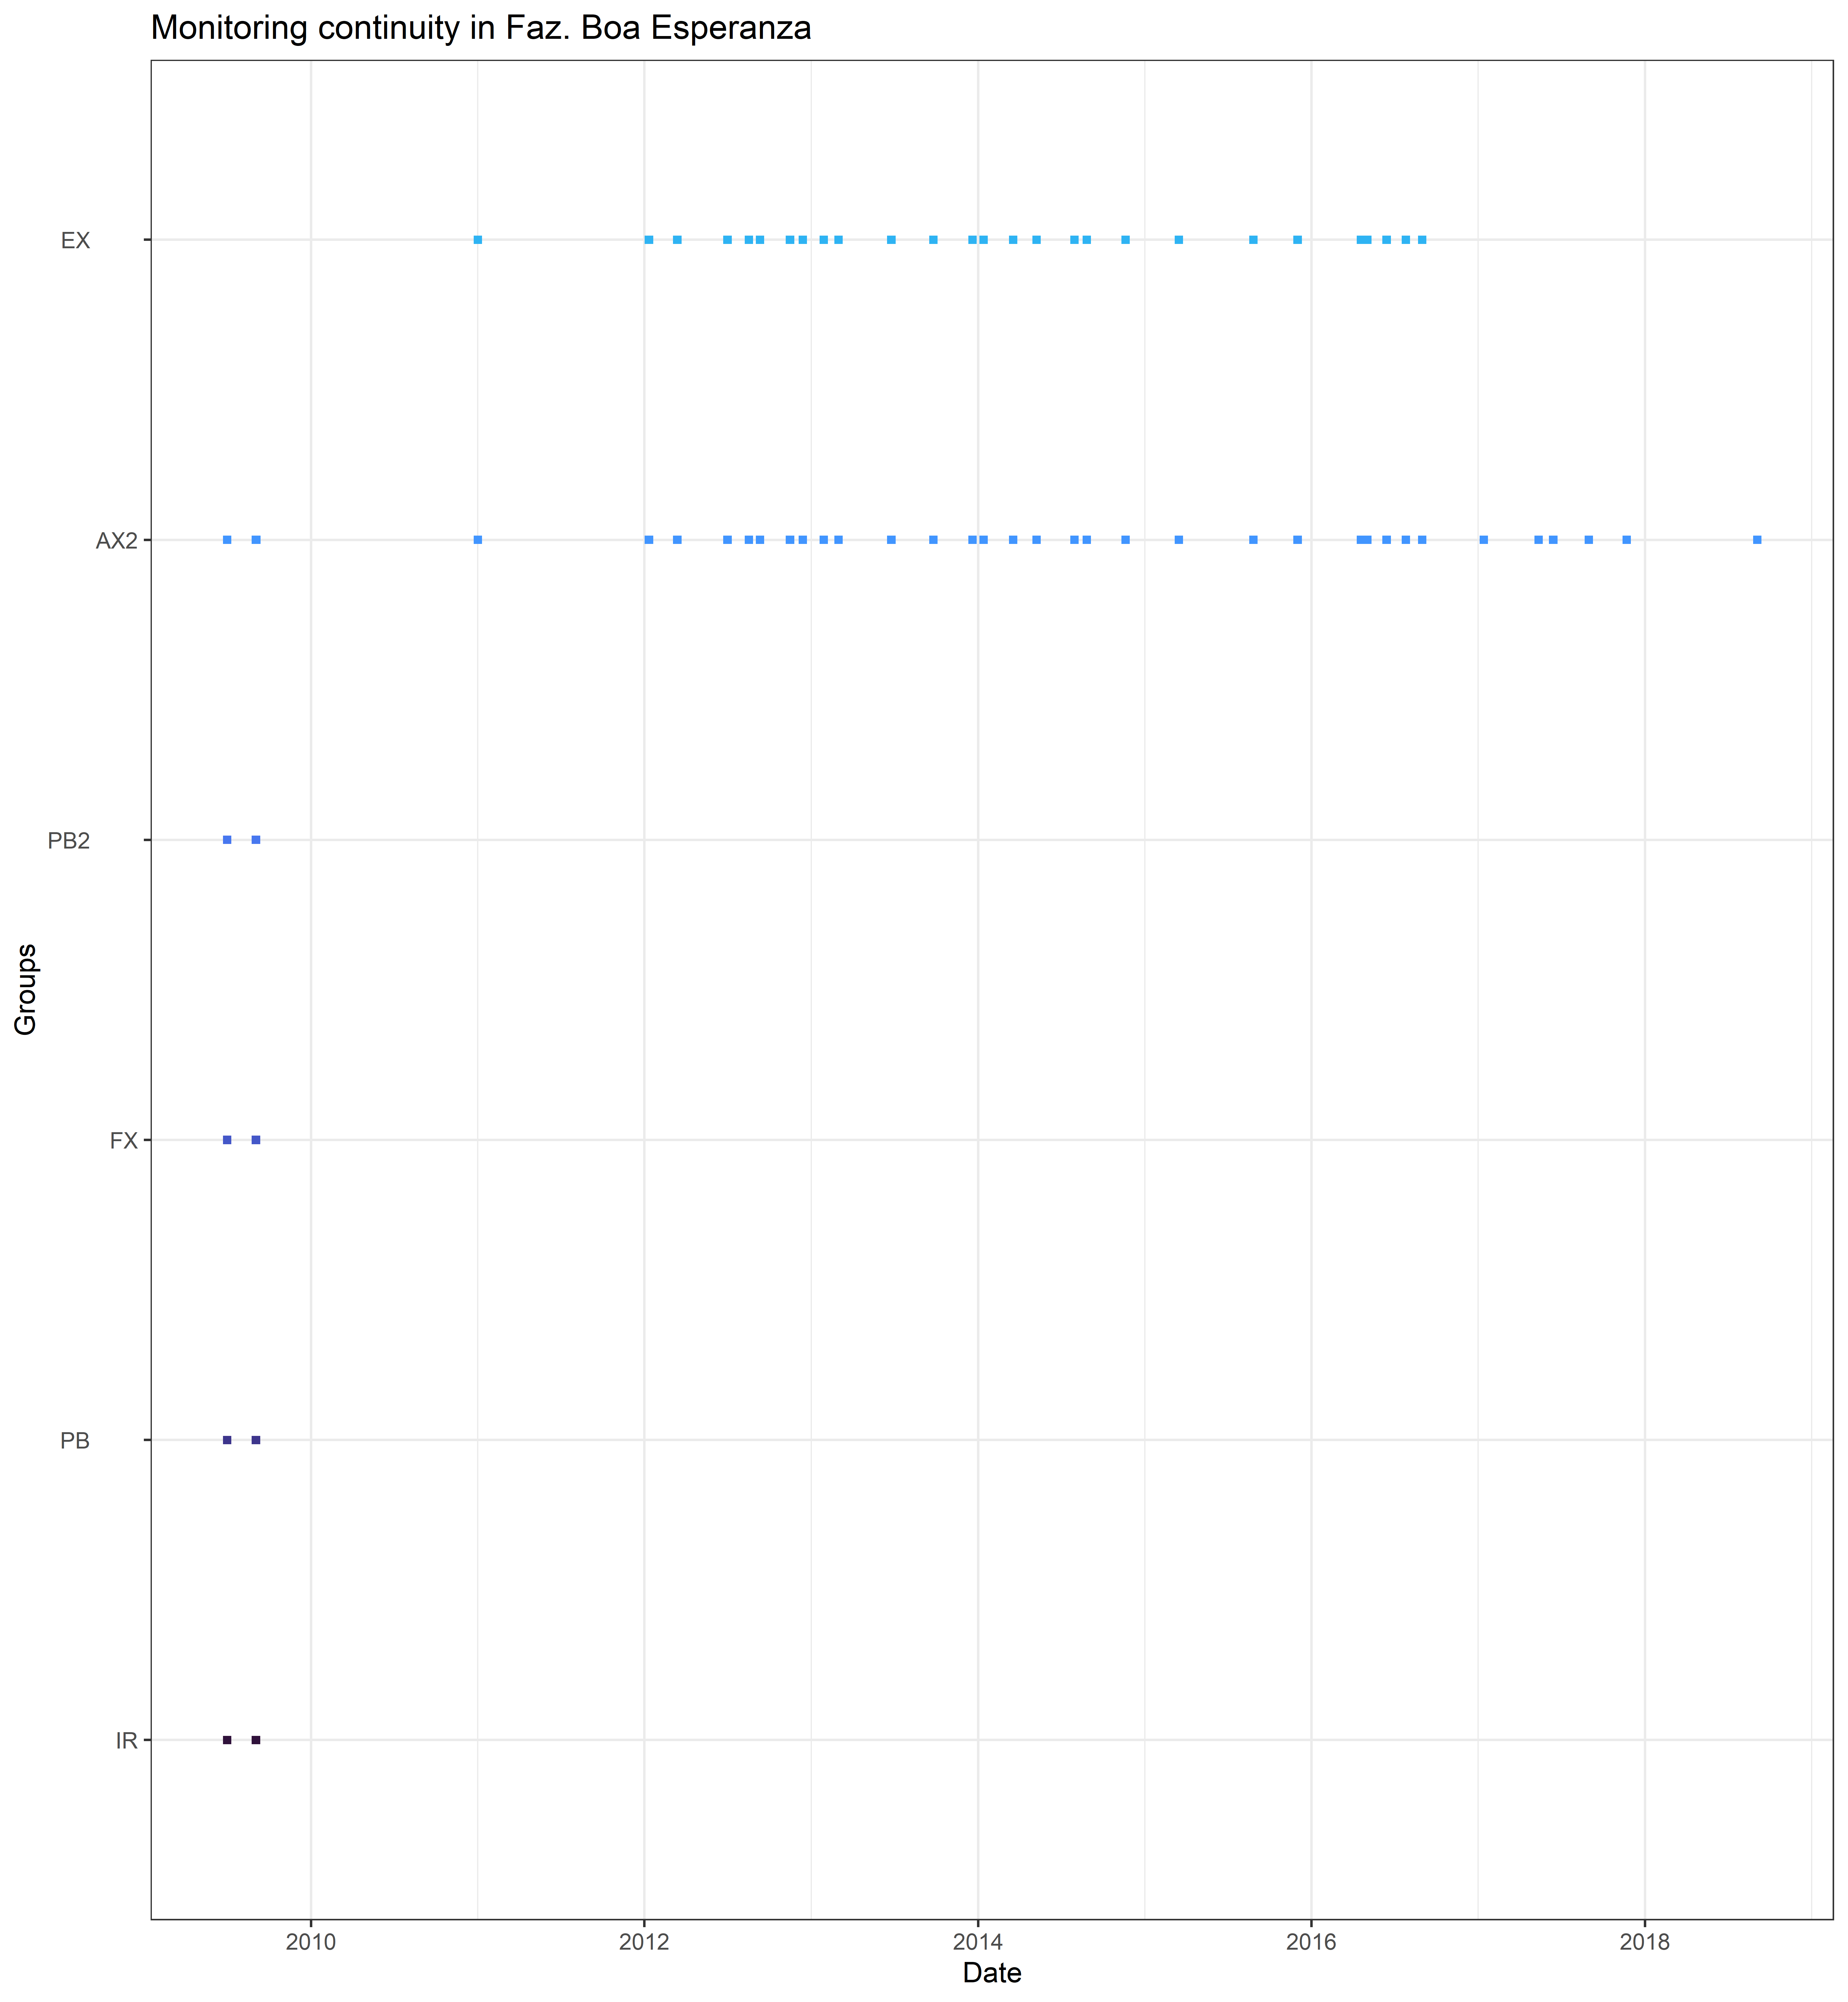 Monitoring continuity in Faz. Boa Esperanza
EX
AX2
PB2
FX
PB
IR
Groups
2010 2012 2014 2016 2018
Date